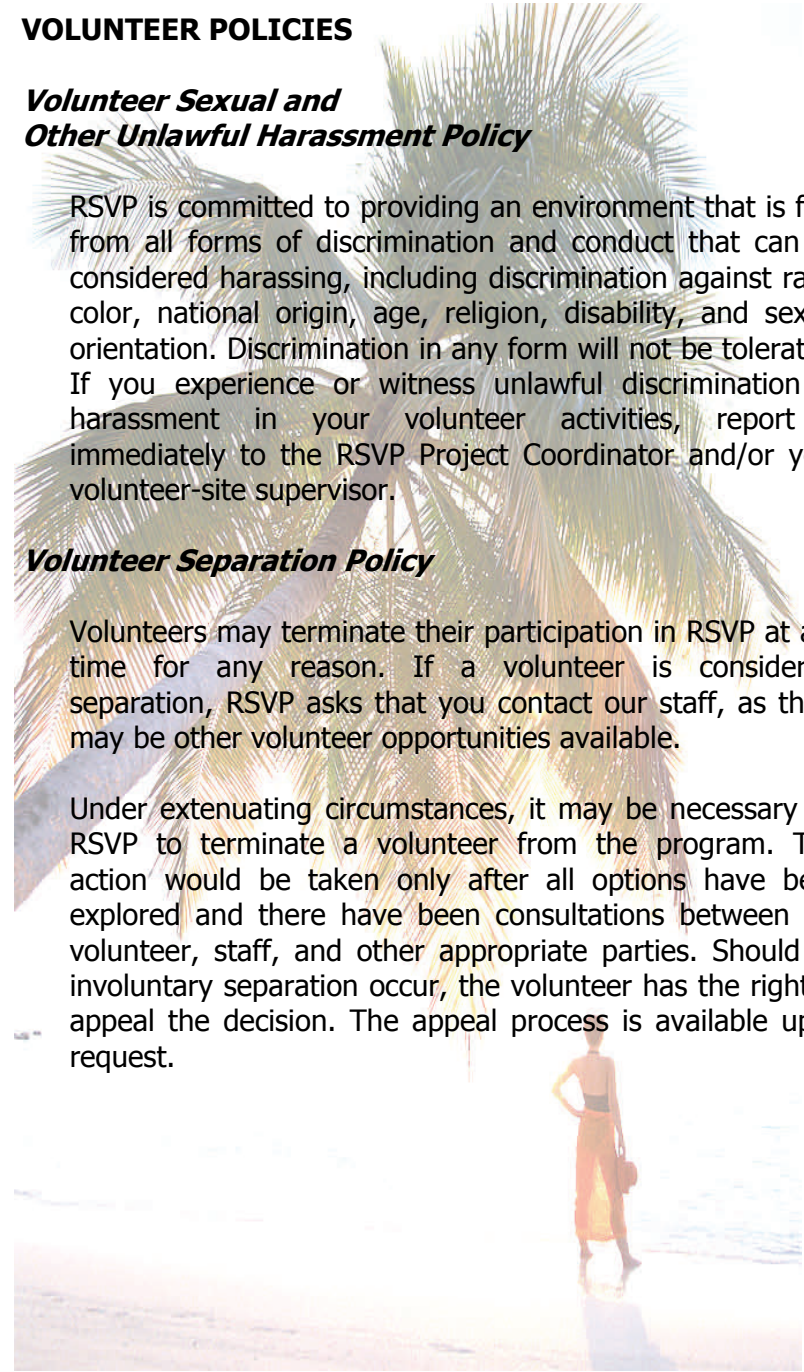 VOLUNTEER POLICIES
Volunteer Sexual and
Other Unlawful Harassment Policy
RSVP is committed to providing an environment that is
from all forms of discrimination and conduct that can
considered harassing, including discrimination against
color, national origin, age, religion, disability, and
orientation. Discrimination in any form will not be
If you experience or witness unlawful discrimination
harassment in your volunteer activities, report
immediately to the RSVP Project Coordinator and/or
volunteer-site supervisor.
Volunteer Separation Policy
Volunteers may terminate their participation in RSVP at
time for any reason. If a volunteer is
separation, RSVP asks that you contact our staff, as
may be other volunteer opportunities available.
Under extenuating circumstances, it may be necessary
RSVP to terminate a volunteer from the program.
action would be taken only after all options have
explored and there have been consultations between
volunteer, staff, and other appropriate parties. Should
involuntary separation occur, the volunteer has the right
appeal the decision. The appeal process is available
request.